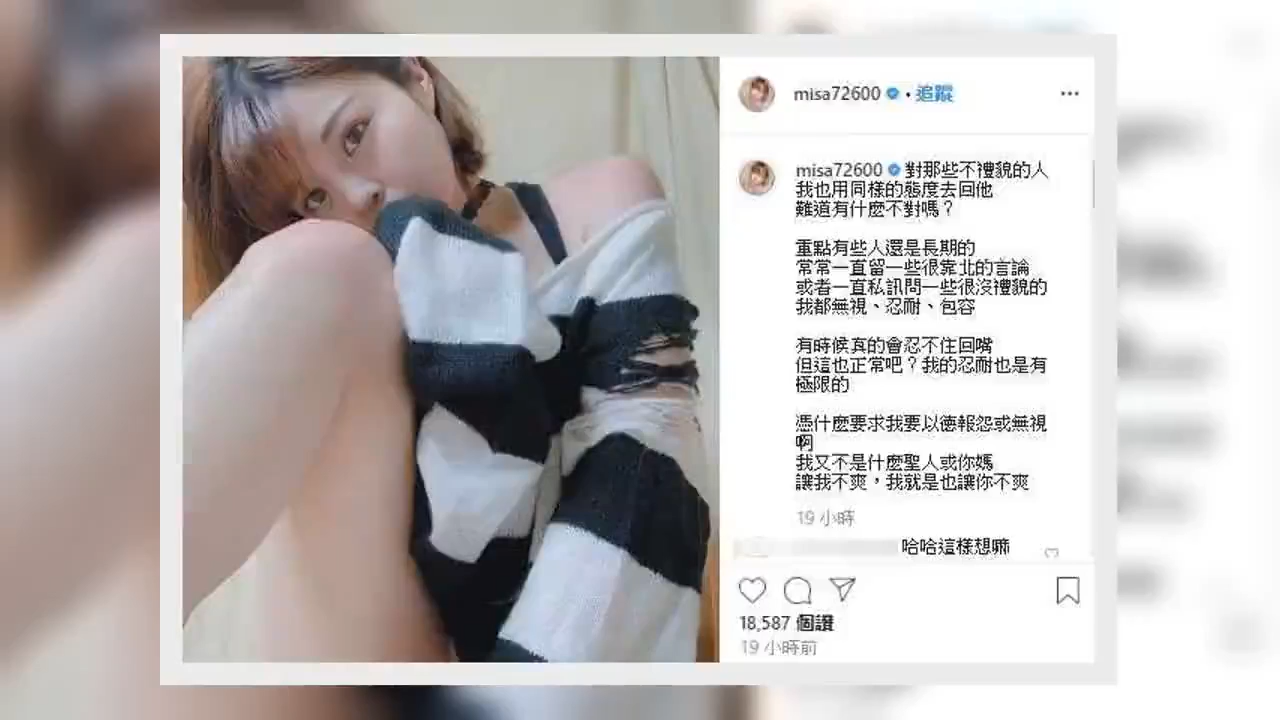 misa72600 • 追蹤
misa72600 對那些不禮貌的人
我也用同樣的態度去回他
難道有什麼不對嗎？
重點有些人還是長期的
常常一直留一些很靠北的言論
或者一直私訊問一些很沒禮貌的
我都無視、忍耐、包容
有時候真的會忍不住回嘴
但這也正常吧？我的忍耐也是有
極限的
憑什麼要求我要以德報怨或無視
啊
我又不是什麼聖人或你媽
讓我不爽，我就是也讓你不爽
19 小時
哈哈這樣想嘛
18,587 個讚
19 小時前